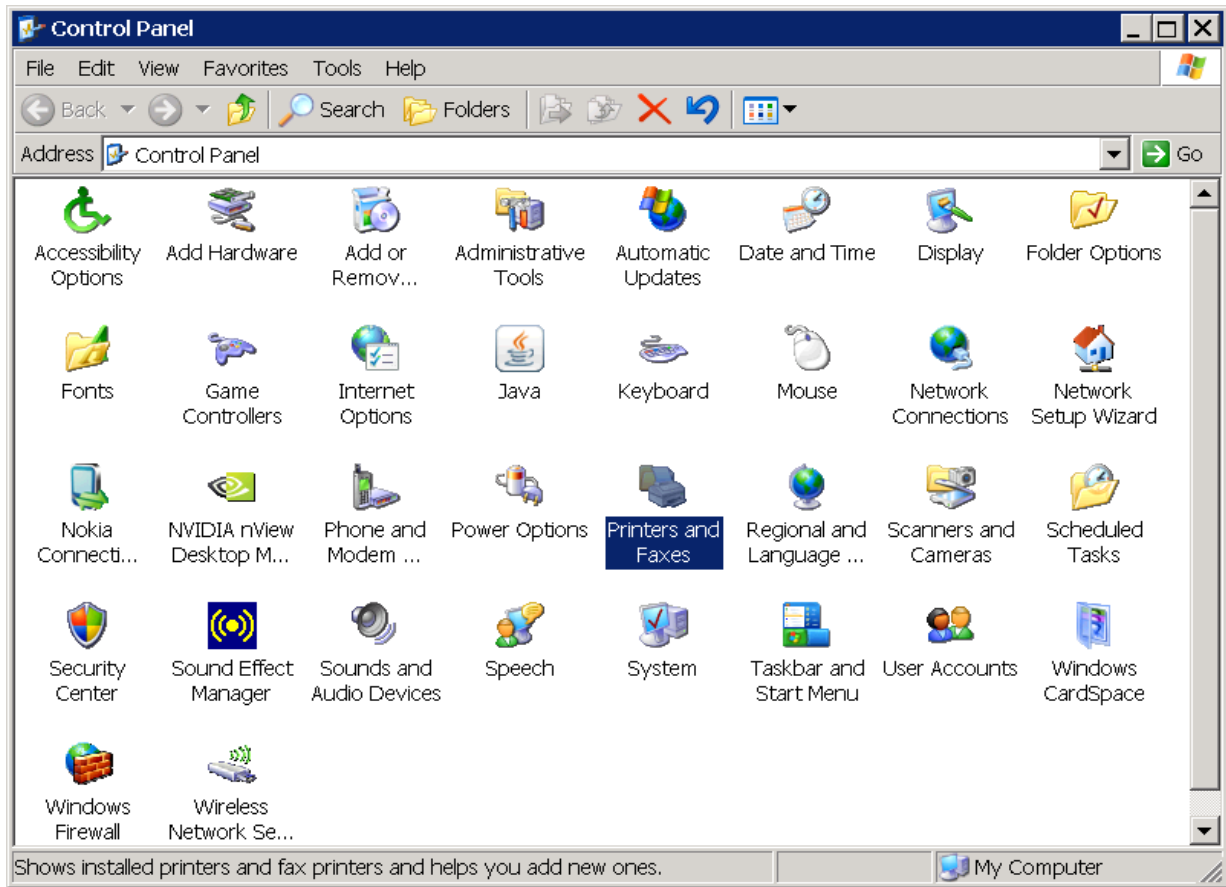 Control Panel
File Edit View Favorites Tools Help
Back Search Folders
Address Control Panel Go
Accessibility Options
Add Hardware
Add or Remov...
Administrative Tools
Automatic Updates
Date and Time
Display
Folder Options
Fonts
Game Controllers
Internet Options
Java
Keyboard
Mouse
Network Connections
Network Setup Wizard
Nokia Connecti...
NVIDIA nView Desktop M...
Phone and Modem ...
Power Options
Printers and Faxes
Regional and Language ...
Scanners and Cameras
Scheduled Tasks
Security Center
Sound Effect Manager
Sounds and Audio Devices
Speech
System
Taskbar and Start Menu
User Accounts
Windows CardSpace
Windows Firewall
Wireless Network Se...
Shows installed printers and fax printers and helps you add new ones. My Computer